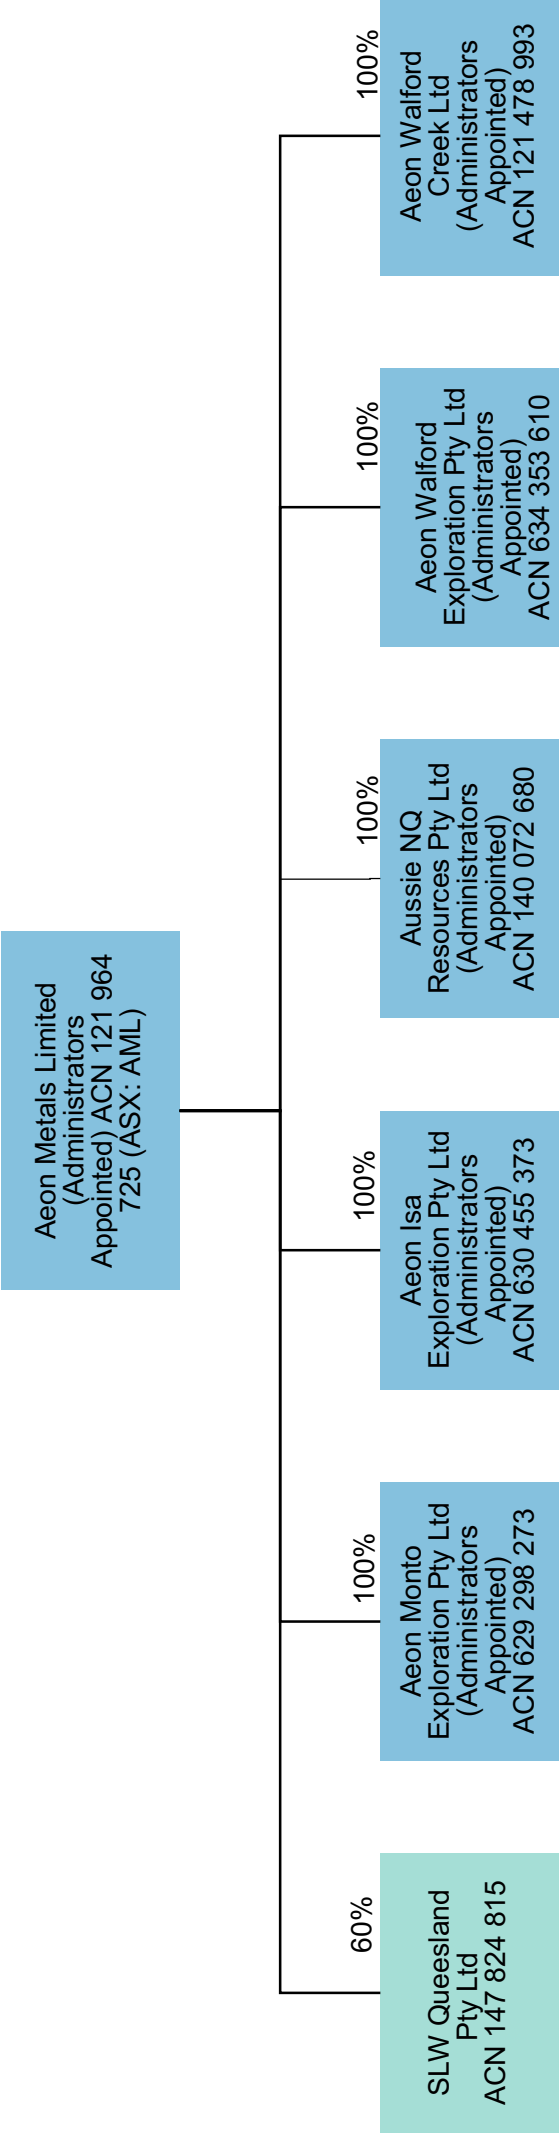 Aeon Metals Limited
(Administrators
Appointed) ACN 121 964
725 (ASX: AML)
60%
SLW Queesland
Pty Ltd
ACN 147 824 815
100%
Aeon Monto
Exploration Pty Ltd
(Administrators
Appointed)
ACN 629 298 273
100%
Aeon Isa
Exploration Pty Ltd
(Administrators
Appointed)
ACN 630 455 373
100%
Aussie NQ
Resources Pty Ltd
(Administrators
Appointed)
ACN 140 072 680
100%
Aeon Walford
Exploration Pty Ltd
(Administrators
Appointed)
ACN 634 353 610
100%
Aeon Walford
Creek Ltd
(Administrators
Appointed)
ACN 121 478 993